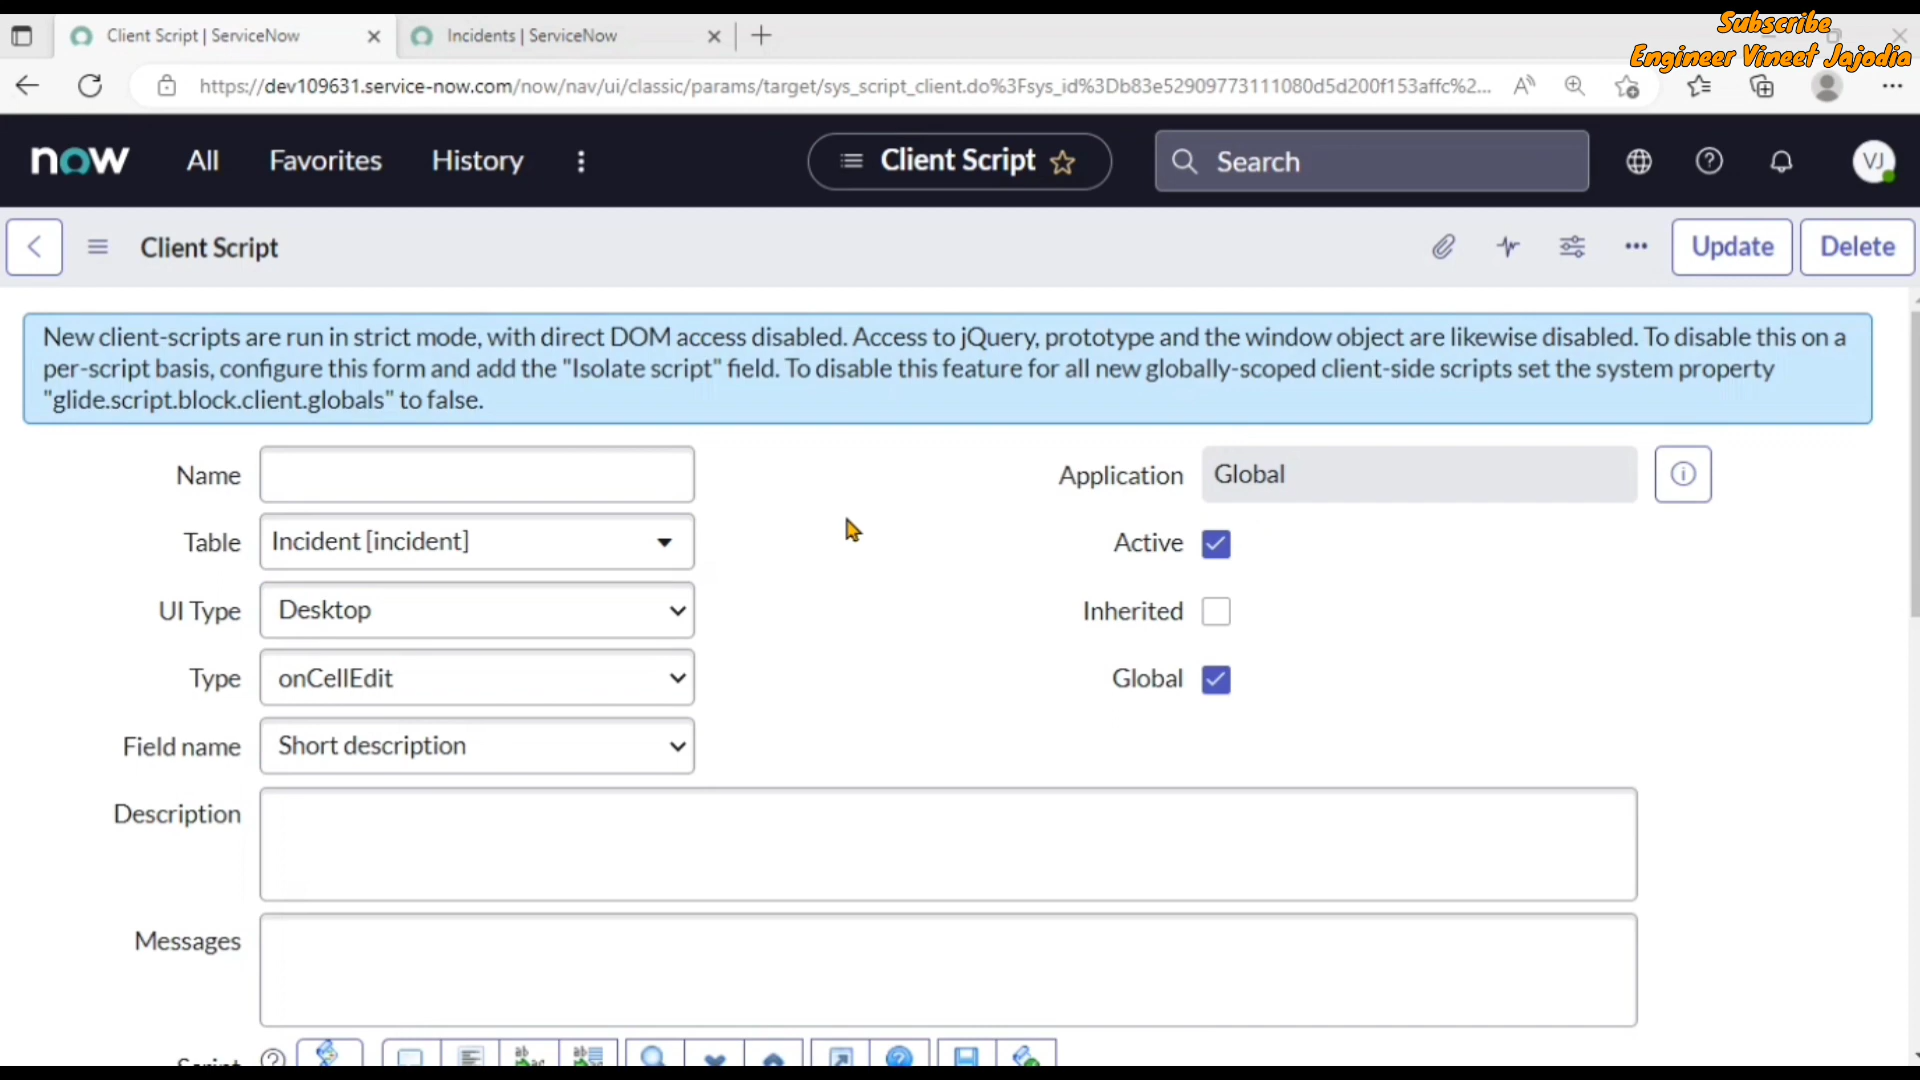 Subscribe
Engineer Vineet Jajodia
Client Script | ServiceNow
Incidents | ServiceNow
https://dev109631.service-now.com/now/nav/ui/classic/params/target/sys_script_client.do%3Fsys_id%3Db83e52909773111080d5d200f153affc%2...
now
All
Favorites
History
Client Script
Search
VJ
Client Script
Update
Delete
New client-scripts are run in strict mode, with direct DOM access disabled. Access to jQuery, prototype and the window object are likewise disabled. To disable this on a
per-script basis, configure this form and add the "Isolate script" field. To disable this feature for all new globally-scoped client-side scripts set the system property
"glide.script.block.client.globals" to false.
Name
Application Global
Table Incident [incident]
Active
UI Type Desktop
Inherited
Type onCellEdit
Global
Field name Short description
Description
Messages
Script